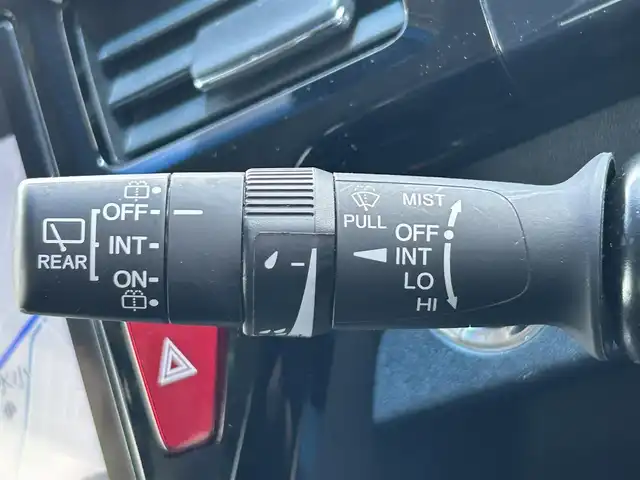 OFF
INT
ON
REAR
PULL
MIST
OFF
INT
LO
HI